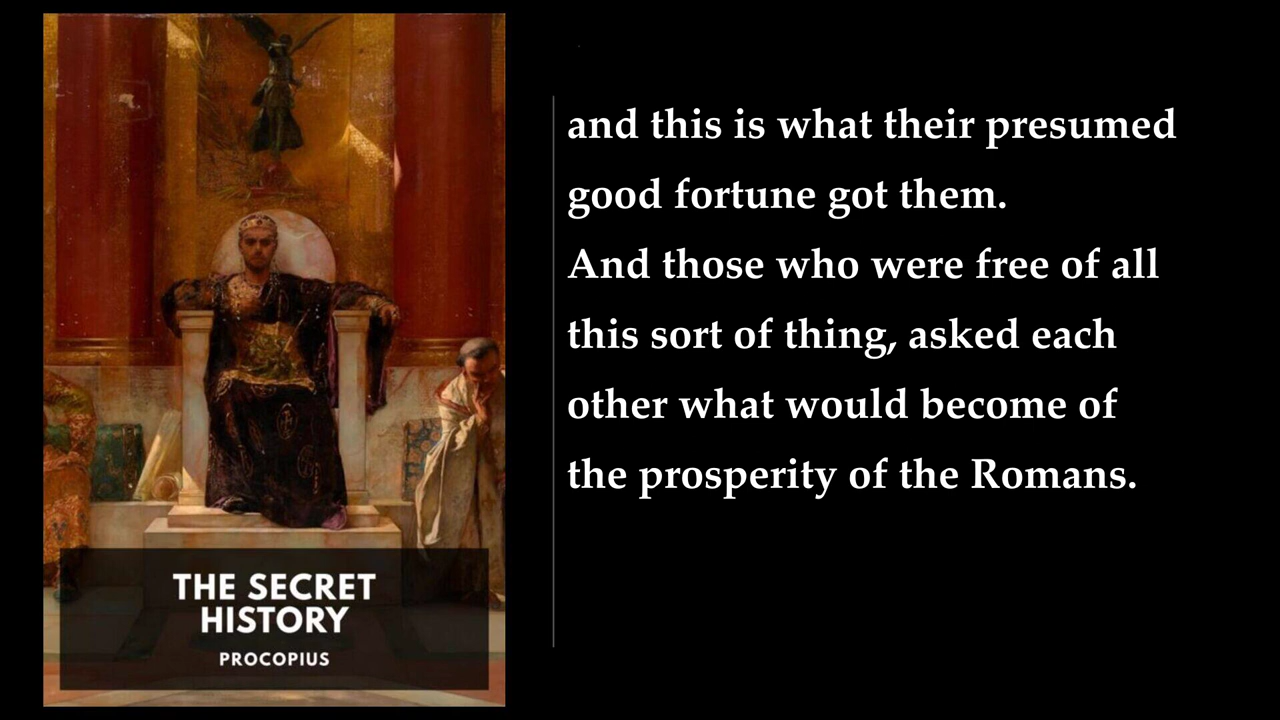 THE SECRET
HISTORY
PROCOPIUS
and this is what their presumed
good fortune got them.
And those who were free of all
this sort of thing, asked each
other what would become of
the prosperity of the Romans.